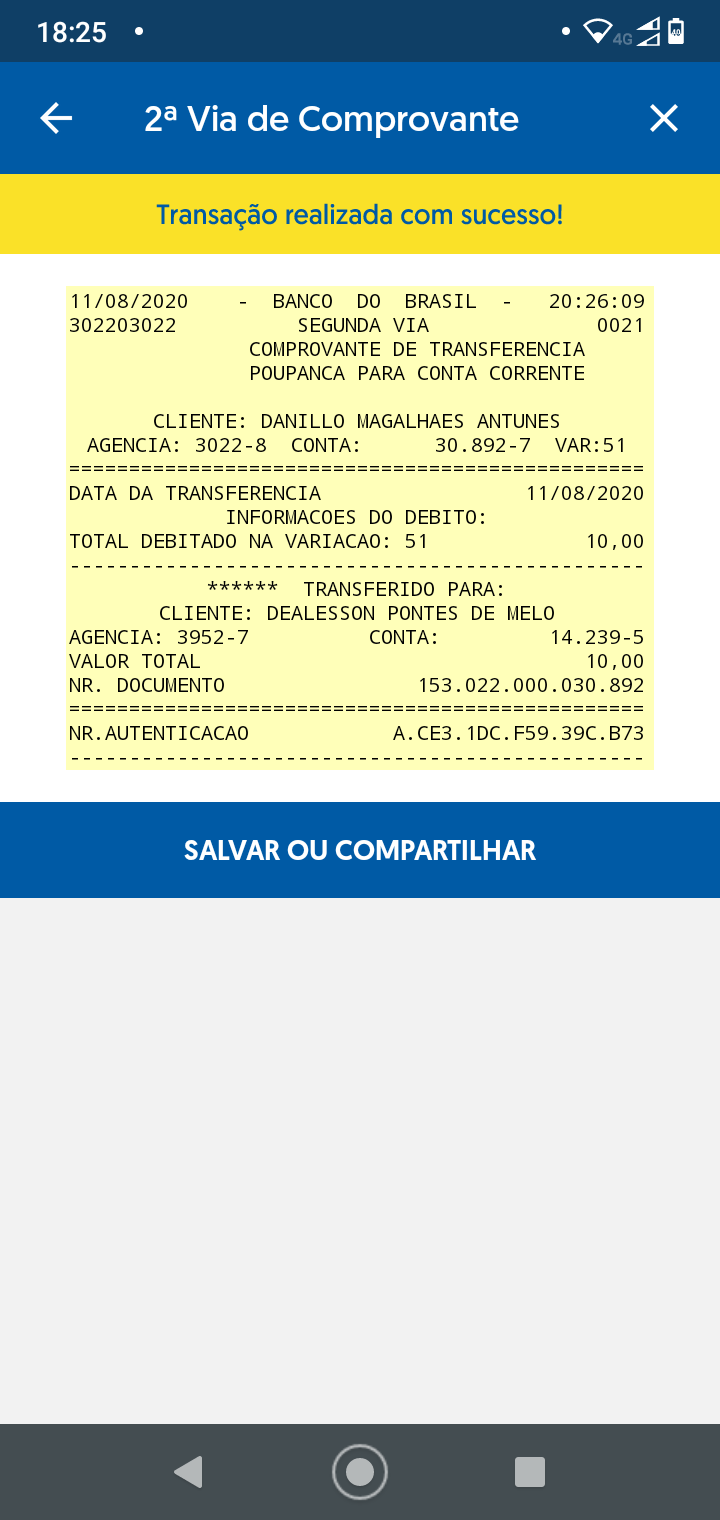 18:25
4G
40
2ª Via de Comprovante
Transação realizada com sucesso!
11/08/2020 - BANCO DO BRASIL - 20:26:09
302203022 SEGUNDA VIA 0021
COMPROVANTE DE TRANSFERENCIA
POUPANCA PARA CONTA CORRENTE
CLIENTE: DANILLO MAGALHAES ANTUNES
AGENCIA: 3022-8 CONTA: 30.892-7 VAR:51
================================================
DATA DA TRANSFERENCIA 11/08/2020
INFORMACOES DO DEBITO:
TOTAL DEBITADO NA VARIACAO: 51 10,00
------------------------------------------------
****** TRANSFERIDO PARA:
CLIENTE: DEALESSON PONTES DE MELO
AGENCIA: 3952-7 CONTA: 14.239-5
VALOR TOTAL 10,00
NR. DOCUMENTO 153.022.000.030.892
================================================
NR.AUTENTICACAO A.CE3.1DC.F59.39C.B73
------------------------------------------------
SALVAR OU COMPARTILHAR